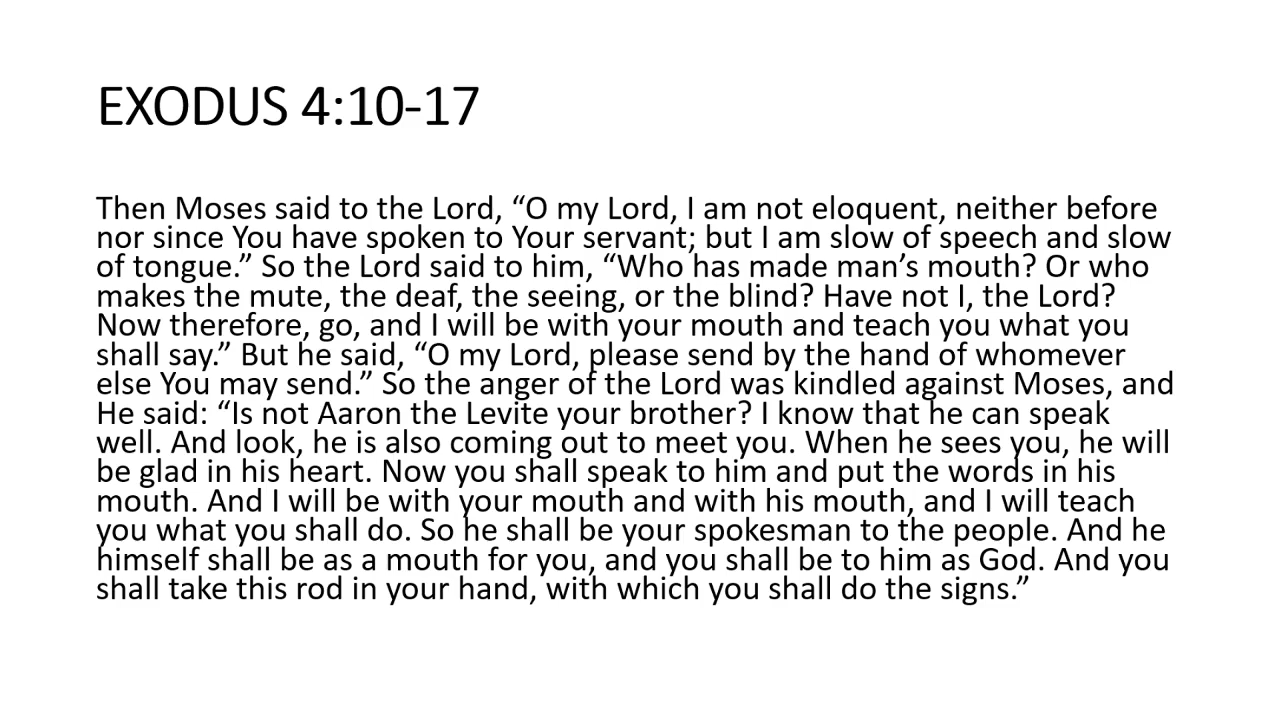 EXODUS 4:10-17
Then Moses said to the Lord, “O my Lord, I am not eloquent, neither before
nor since You have spoken to Your servant; but I am slow of speech and slow
of tongue.” So the Lord said to him, “Who has made man’s mouth? Or who
makes the mute, the deaf, the seeing, or the blind? Have not I, the Lord?
Now therefore, go, and I will be with your mouth and teach you what you
shall say.” But he said, “O my Lord, please send by the hand of whomever
else You may send.” So the anger of the Lord was kindled against Moses, and
He said: “Is not Aaron the Levite your brother? I know that he can speak
well. And look, he is also coming out to meet you. When he sees you, he will
be glad in his heart. Now you shall speak to him and put the words in his
mouth. And I will be with your mouth and with his mouth, and I will teach
you what you shall do. So he shall be your spokesman to the people. And he
himself shall be as a mouth for you, and you shall be to him as God. And you
shall take this rod in your hand, with which you shall do the signs.”